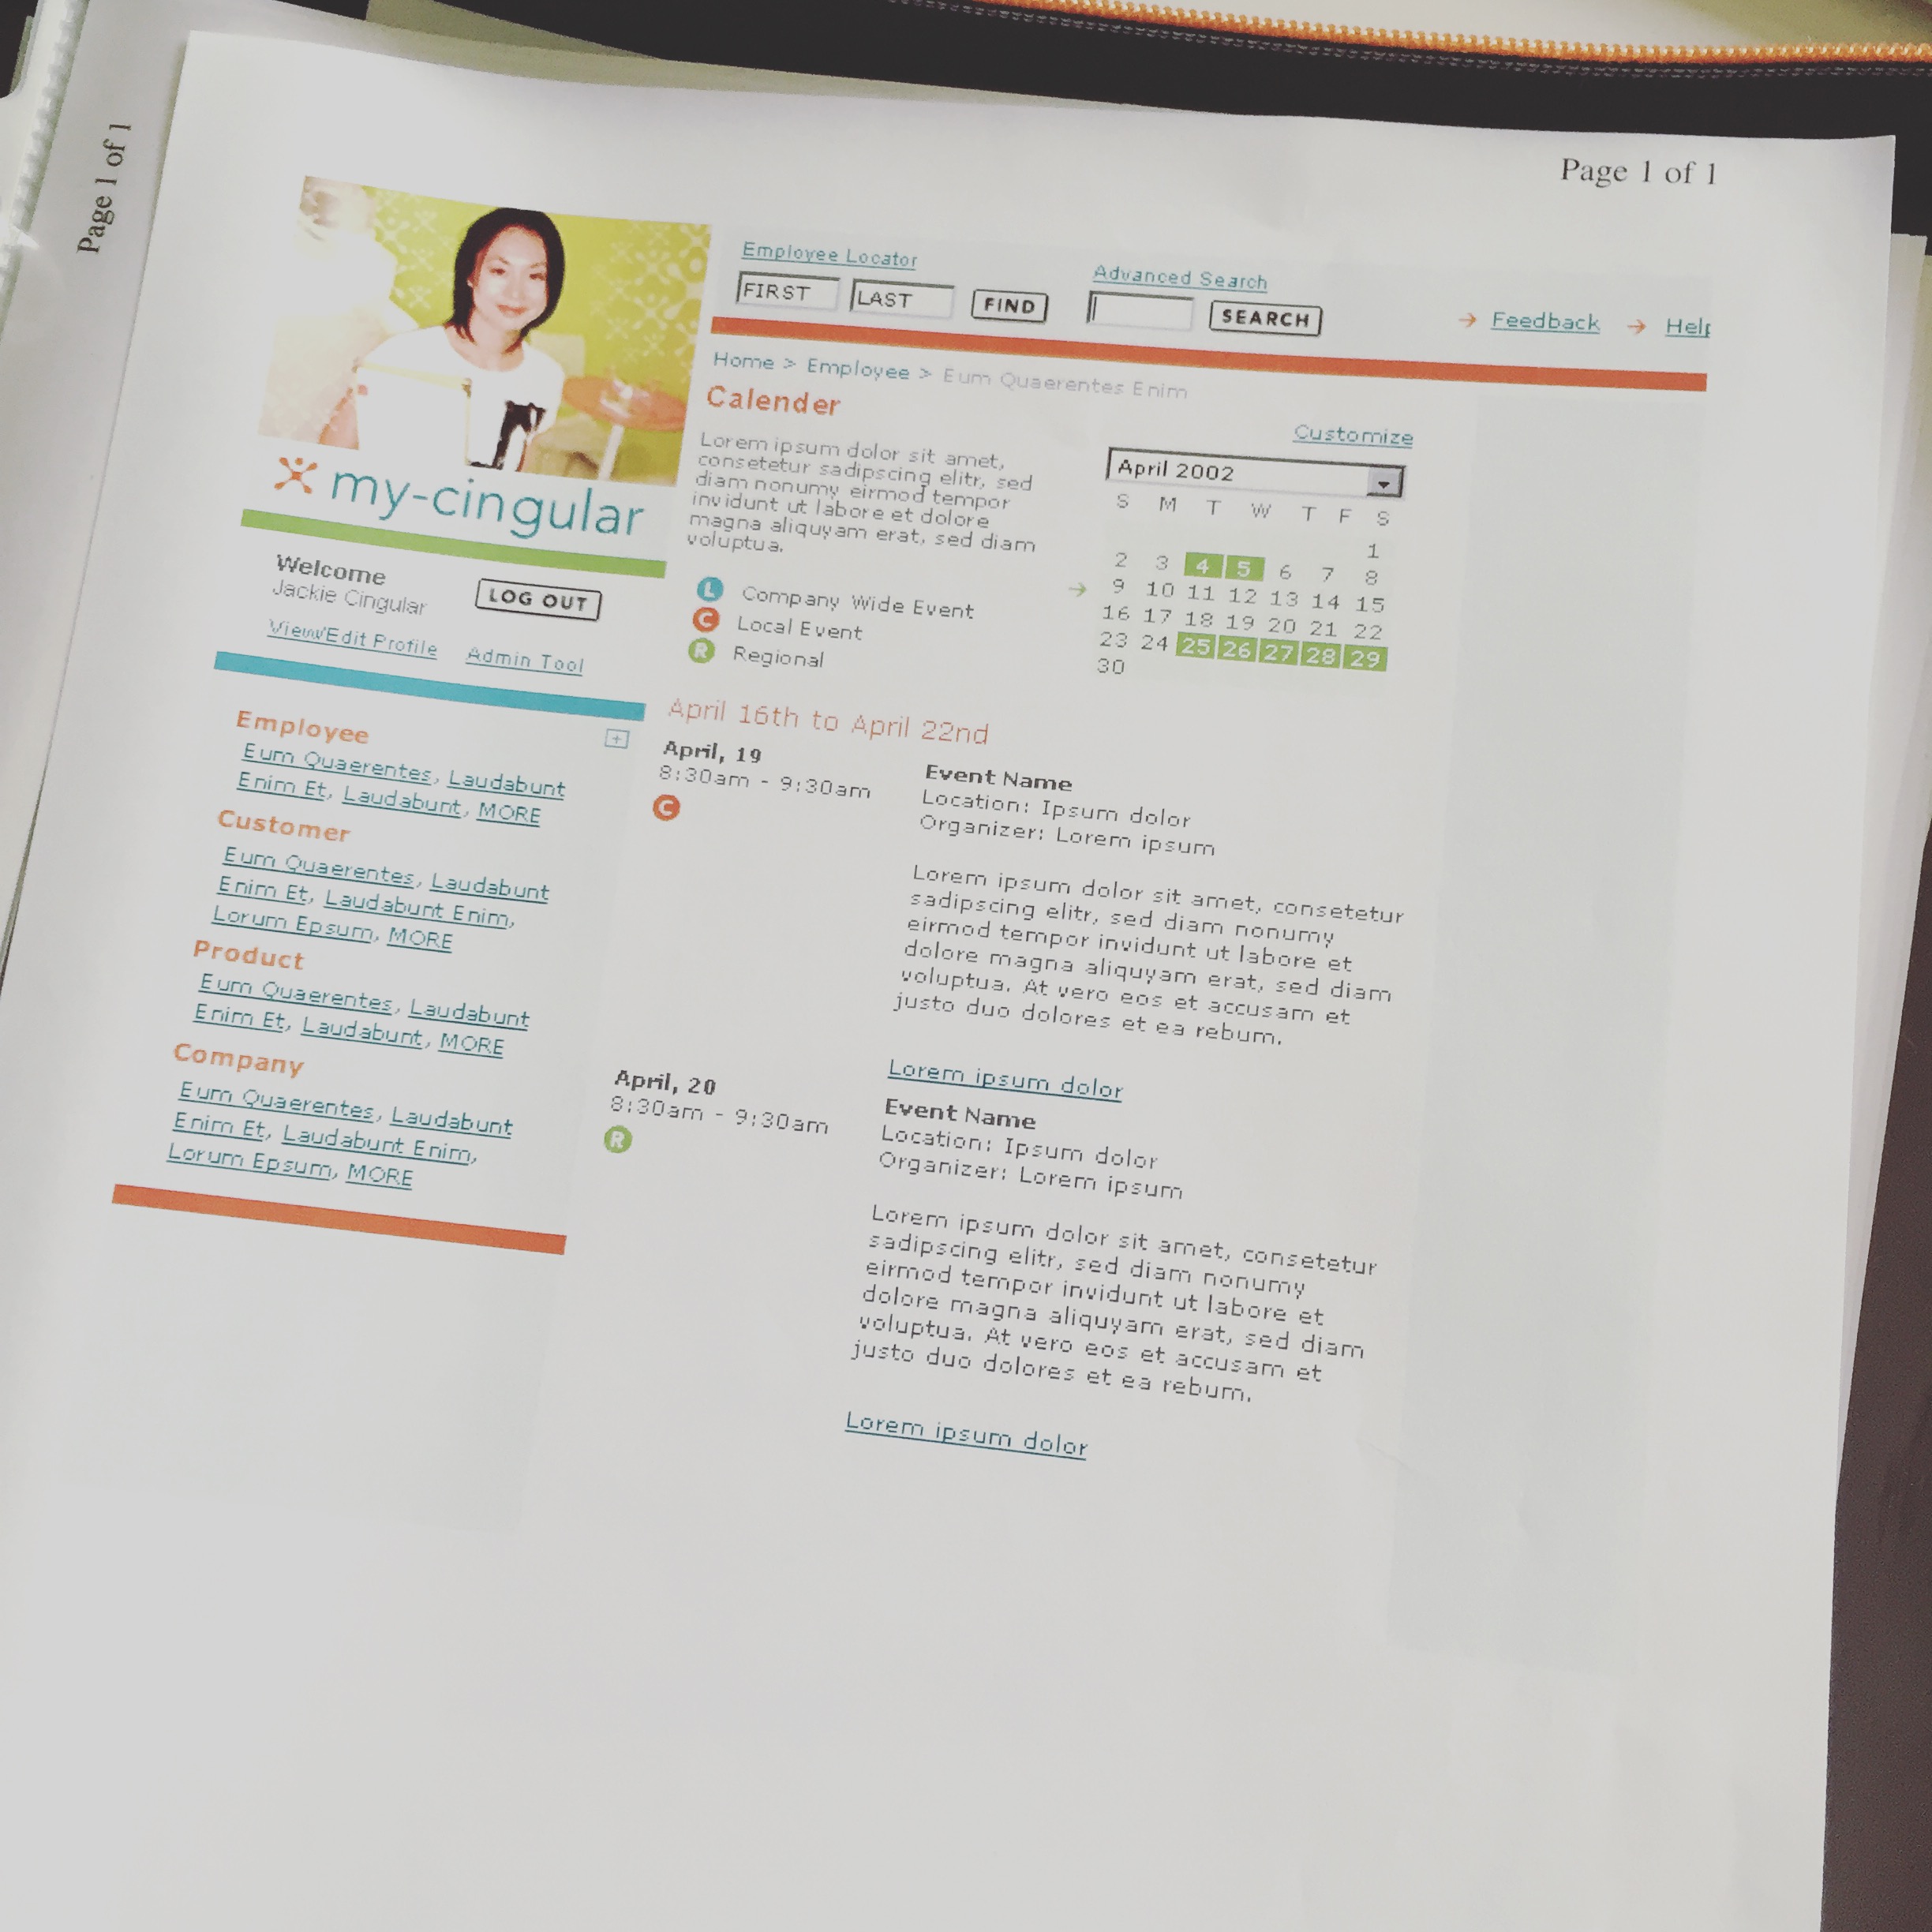 Page 1 of 1
Page 1 of 1
Employee Locator
FIRST LAST FIND
Advanced Search
SEARCH
Feedback Help
Home > Employee > Eum Quaerentes Enim
my-cingular
Welcome
Jackie Cingular
LOG OUT
View/Edit Profile Admin Tool
Employee
Eum Quaerentes, Laudabunt
Enim Et, Laudabunt, MORE
Customer
Eum Quaerentes, Laudabunt
Enim Et, Laudabunt Enim,
Lorum Epsum, MORE
Product
Eum Quaerentes, Laudabunt
Enim Et, Laudabunt, MORE
Company
Eum Quaerentes, Laudabunt
Enim Et, Laudabunt Enim,
Lorum Epsum, MORE
Calender
Lorem ipsum dolor sit amet,
consetetur sadipscing elitr, sed
diam nonumy eirmod tempor
invidunt ut labore et dolore
magna aliquyam erat, sed diam
voluptua.
L Company Wide Event
C Local Event
R Regional
Customize
April 2002
S M T W T F S
1
2 3 4 5 6 7 8
9 10 11 12 13 14 15
16 17 18 19 20 21 22
23 24 25 26 27 28 29
30
April 16th to April 22nd
April, 19
8:30am - 9:30am
C
Event Name
Location: Ipsum dolor
Organizer: Lorem ipsum
Lorem ipsum dolor sit amet, consetetur
sadipscing elitr, sed diam nonumy
eirmod tempor invidunt ut labore et
dolore magna aliquyam erat, sed diam
voluptua. At vero eos et accusam et
justo duo dolores et ea rebum.
Lorem ipsum dolor
April, 20
8:30am - 9:30am
R
Event Name
Location: Ipsum dolor
Organizer: Lorem ipsum
Lorem ipsum dolor sit amet, consetetur
sadipscing elitr, sed diam nonumy
eirmod tempor invidunt ut labore et
dolore magna aliquyam erat, sed diam
voluptua. At vero eos et accusam et
justo duo dolores et ea rebum.
Lorem ipsum dolor